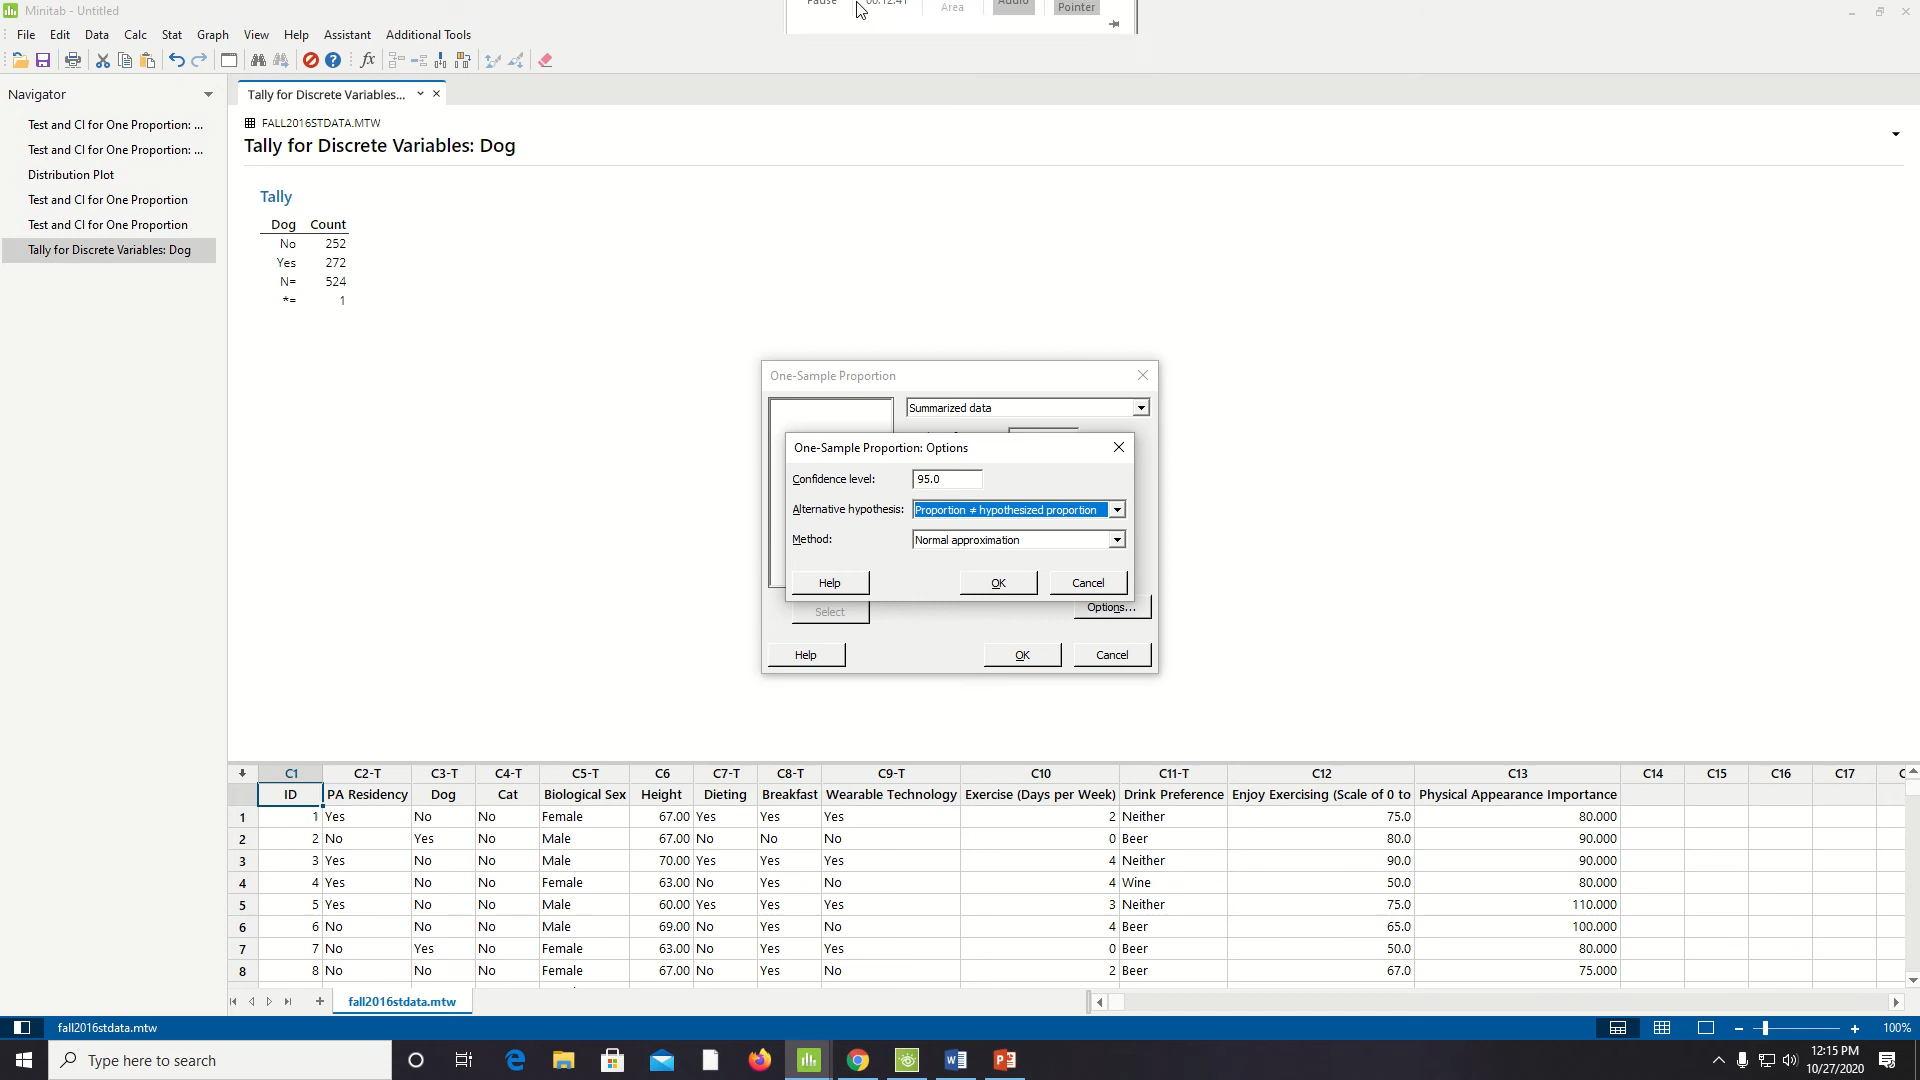 Minitab - Untitled
Pause 00:12:41 Area Audio Pointer
File Edit Data Calc Stat Graph View Help Assistant Additional Tools
Navigator
Test and CI for One Proportion: ...
Test and CI for One Proportion: ...
Distribution Plot
Test and CI for One Proportion
Test and CI for One Proportion
Tally for Discrete Variables: Dog
Tally for Discrete Variables...
FALL2016STDATA.MTW
Tally for Discrete Variables: Dog
Tally
Dog Count
No 252
Yes 272
N= 524
*= 1
One-Sample Proportion
Summarized data
One-Sample Proportion: Options
Confidence level: 95.0
Alternative hypothesis: Proportion ≠ hypothesized proportion
Method: Normal approximation
Help OK Cancel
Select Options...
Help OK Cancel
C1 C2-T C3-T C4-T C5-T C6 C7-T C8-T C9-T C10 C11-T C12 C13 C14 C15 C16 C17 C
ID PA Residency Dog Cat Biological Sex Height Dieting Breakfast Wearable Technology Exercise (Days per Week) Drink Preference Enjoy Exercising (Scale of 0 to Physical Appearance Importance
1 1 Yes No No Female 67.00 Yes Yes Yes 2 Neither 75.0 80.000
2 2 No Yes No Male 67.00 No No No 0 Beer 80.0 90.000
3 3 Yes No No Male 70.00 Yes Yes Yes 4 Neither 90.0 90.000
4 4 Yes No No Female 63.00 No Yes No 4 Wine 50.0 80.000
5 5 Yes No No Male 60.00 Yes Yes Yes 3 Neither 75.0 110.000
6 6 No No No Male 69.00 No Yes No 4 Beer 65.0 100.000
7 7 No Yes No Female 63.00 No Yes Yes 0 Beer 50.0 80.000
8 8 No No No Female 67.00 No Yes No 2 Beer 67.0 75.000
fall2016stdata.mtw
fall2016stdata.mtw 100%
Type here to search
12:15 PM
10/27/2020